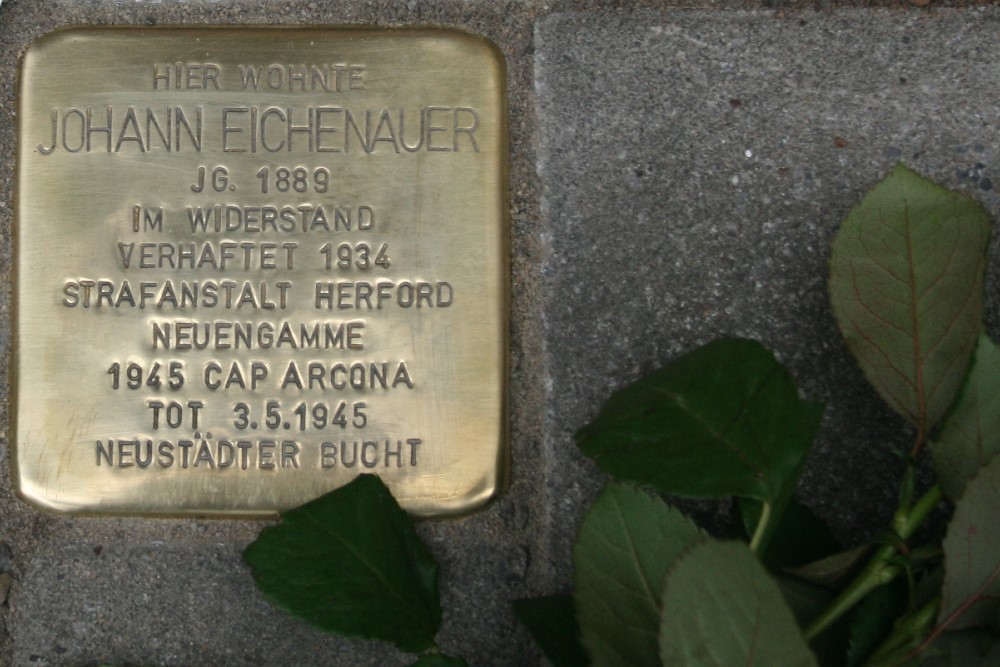 HIER WOHNTE
JOHANN EICHENAUER
JG. 1889
IM WIDERSTAND
VERHAFTET 1934
STRAFANSTALT HERFORD
NEUENGAMME
1945 CAP ARCONA
TOT 3.5.1945
NEUSTÄDTER BUCHT